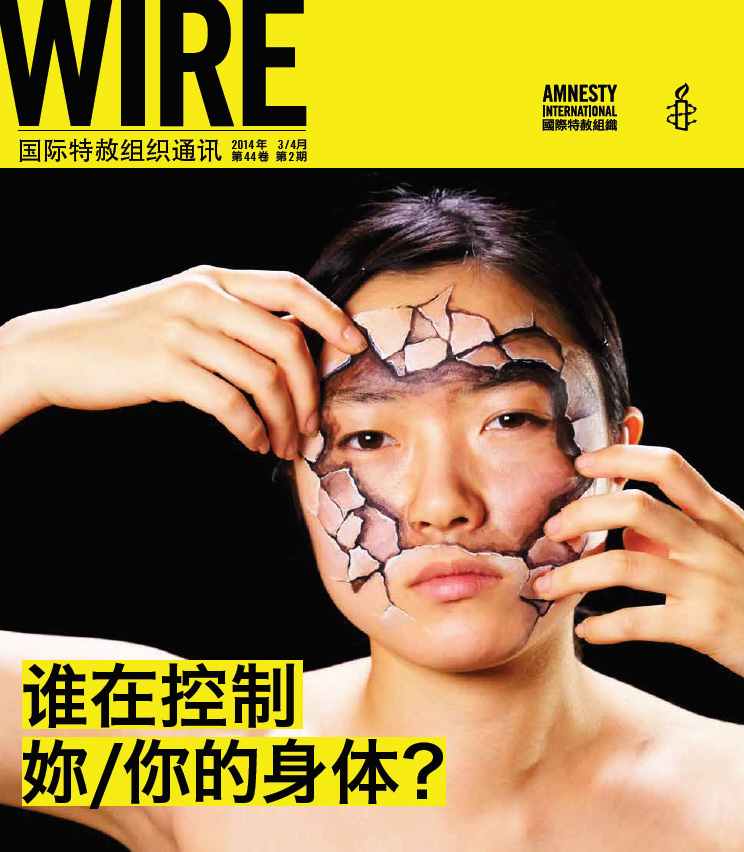 WIRE
国际特赦组织通讯
2014年 3/4月
第44卷 第2期
AMNESTY
INTERNATIONAL
國際特赦組織
谁在控制
妳/你的身体?